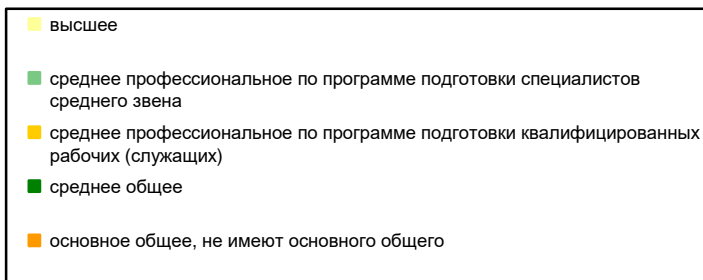 высшее
среднее профессиональное по программе подготовки специалистов
среднего звена
среднее профессиональное по программе подготовки квалифицированных
рабочих (служащих)
среднее общее
основное общее, не имеют основного общего